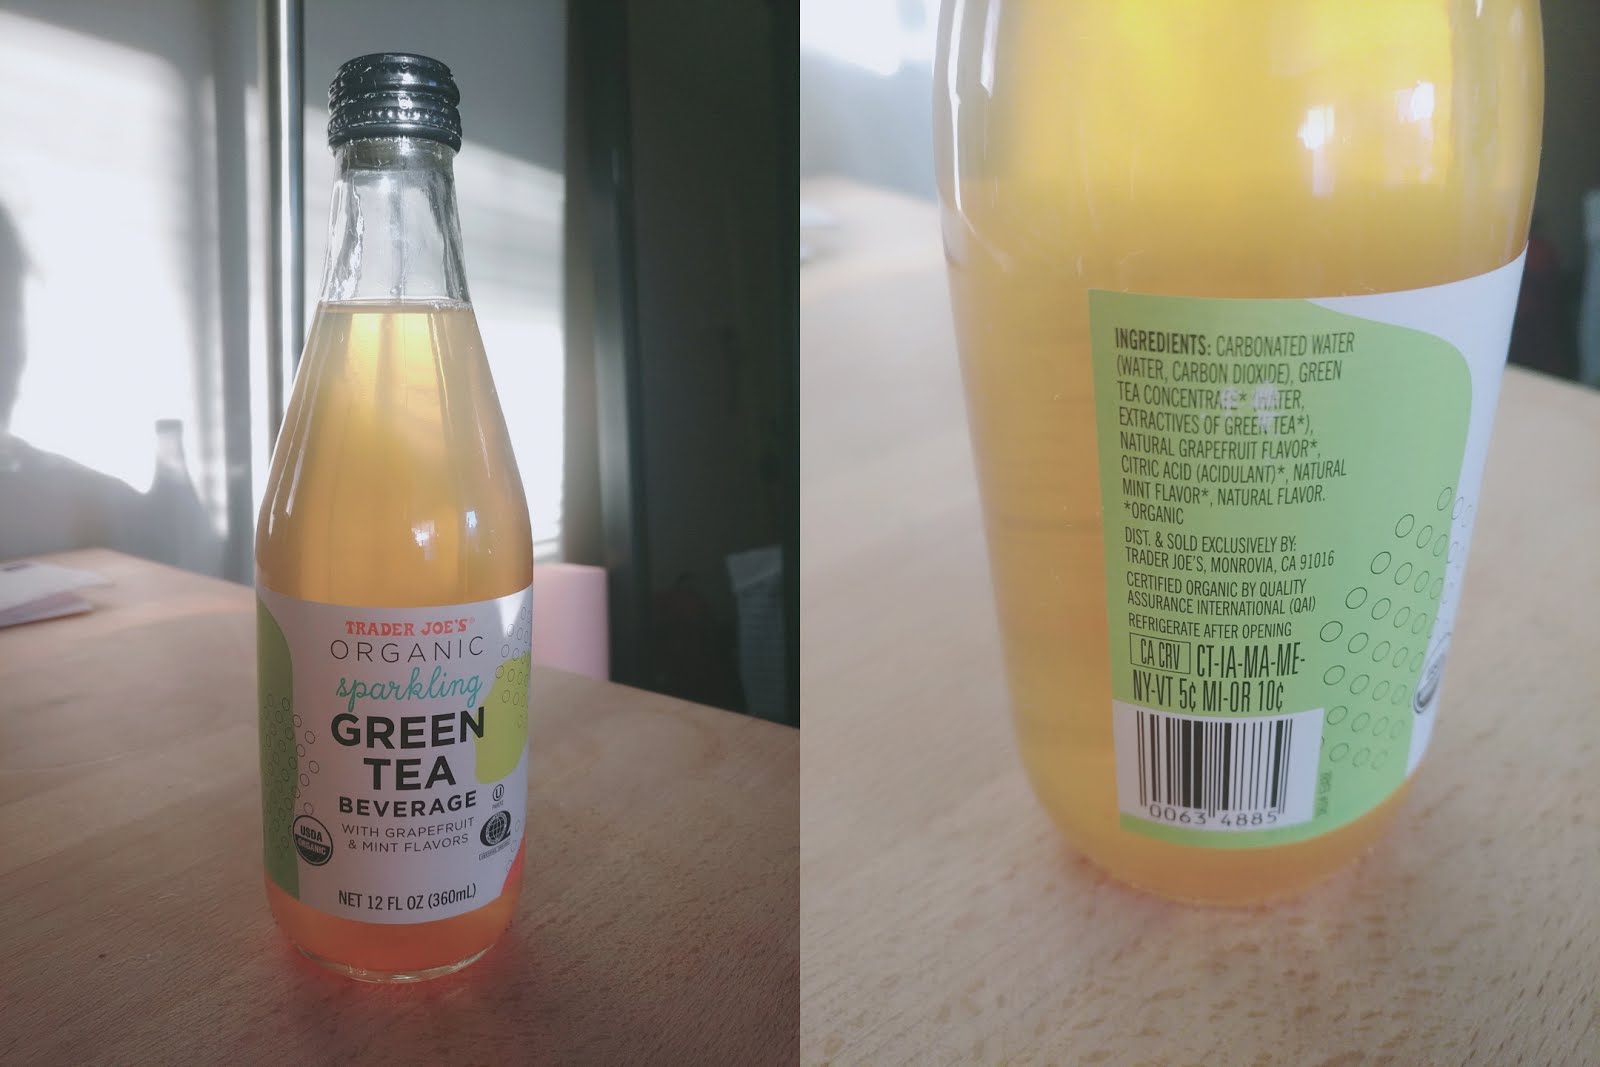 TRADER JOE'S
ORGANIC
sparkling
GREEN
TEA
BEVERAGE
WITH GRAPEFRUIT
& MINT FLAVORS
USDA
ORGANIC
U
NET 12 FL OZ (360mL)
INGREDIENTS: CARBONATED WATER
(WATER, CARBON DIOXIDE), GREEN
TEA CONCENTRATE* (WATER,
EXTRACTIVES OF GREEN TEA*),
NATURAL GRAPEFRUIT FLAVOR*,
CITRIC ACID (ACIDULANT)*, NATURAL
MINT FLAVOR*, NATURAL FLAVOR.
*ORGANIC
DIST. & SOLD EXCLUSIVELY BY:
TRADER JOE'S, MONROVIA, CA 91016
CERTIFIED ORGANIC BY QUALITY
ASSURANCE INTERNATIONAL (QAI)
REFRIGERATE AFTER OPENING
CA CRV CT-IA-MA-ME-
NY-VT 5¢ MI-OR 10¢
0063 4885